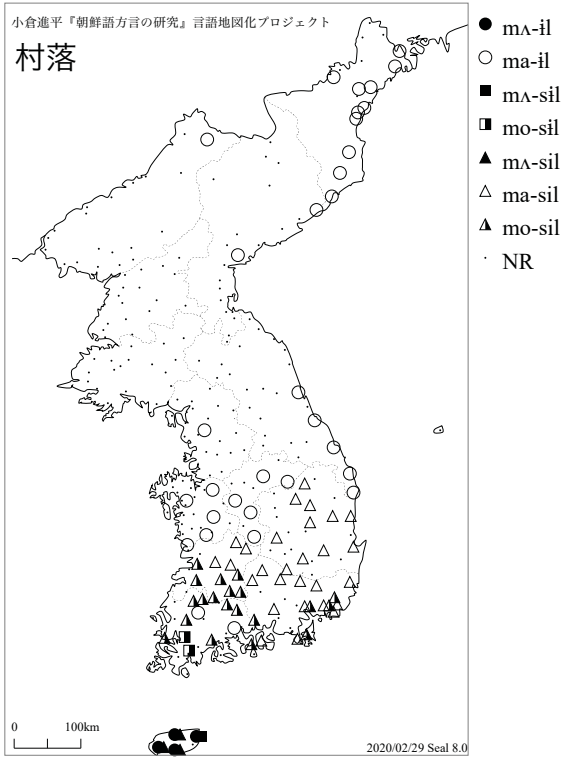 小倉進平『朝鮮語方言の研究』言語地図化プロジェクト
村落
mʌ-ɨl
ma-ɨl
mʌ-sɨl
mo-sɨl
mʌ-sil
ma-sil
mo-sil
NR
0 100km
2020/02/29 Seal 8.0